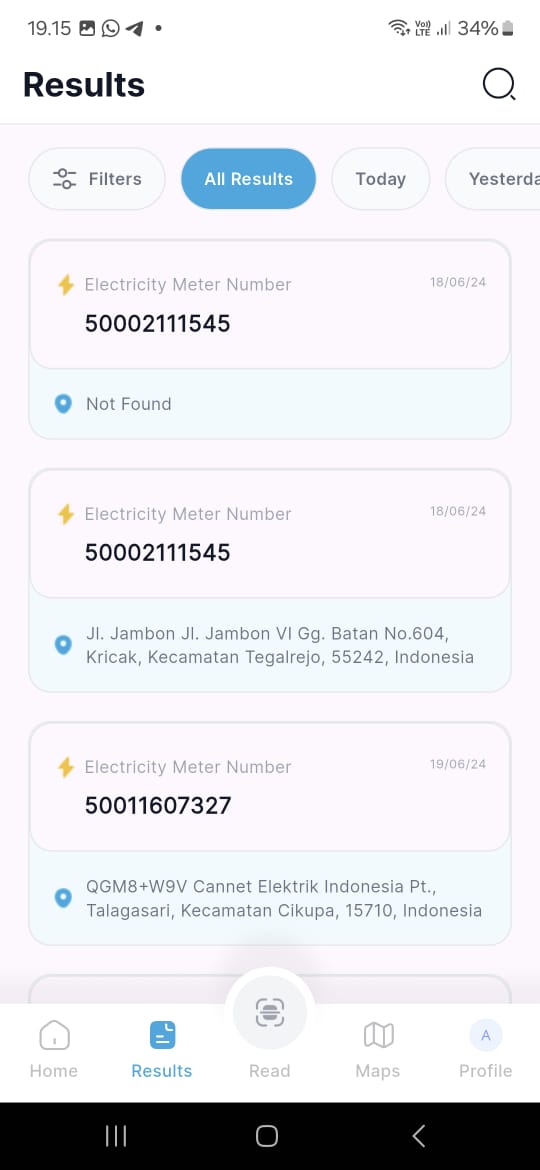 19.15
Vo))
LTE
34%
Results
Filters
All Results
Today
Yesterda
Electricity Meter Number
18/06/24
50002111545
Not Found
Electricity Meter Number
18/06/24
50002111545
Jl. Jambon Jl. Jambon VI Gg. Batan No.604,
Kricak, Kecamatan Tegalrejo, 55242, Indonesia
Electricity Meter Number
19/06/24
50011607327
QGM8+W9V Cannet Elektrik Indonesia Pt.,
Talagasari, Kecamatan Cikupa, 15710, Indonesia
A
Home
Results
Read
Maps
Profile